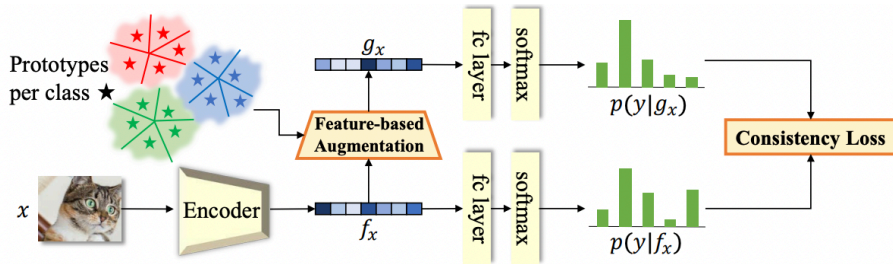 Prototypes
per class ★
g_x
fc layer
softmax
p(y|g_x)
Feature-based
Augmentation
Consistency Loss
x
Encoder
f_x
fc layer
softmax
p(y|f_x)